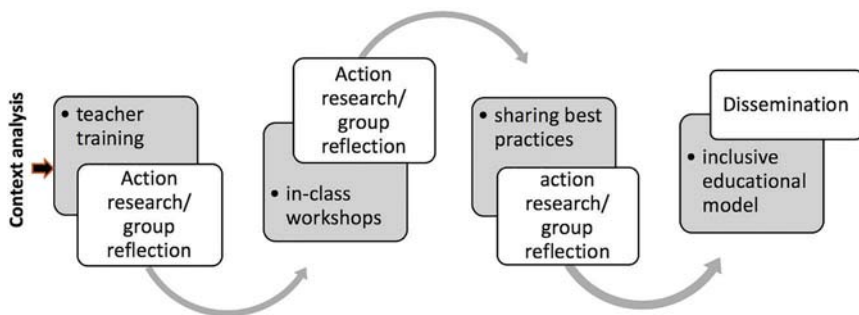 Context analysis
• teacher
training
Action
research/
group
reflection
Action
research/
group
reflection
• in-class
workshops
• sharing best
practices
action
research/
group
reflection
Dissemination
• inclusive
educational
model